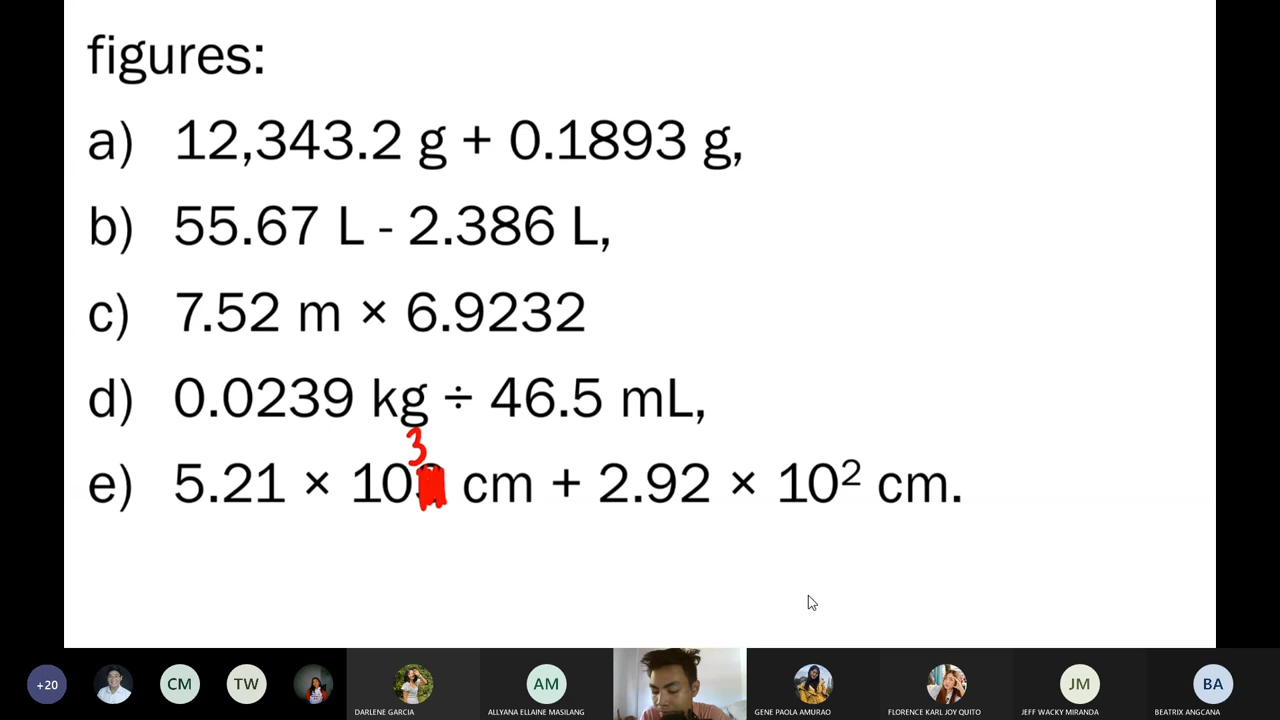 figures:
a) 12,343.2 g + 0.1893 g,
b) 55.67 L - 2.386 L,
c) 7.52 m × 6.9232
d) 0.0239 kg ÷ 46.5 mL,
e) 5.21 × 10³ cm + 2.92 × 10² cm.
+20 CM TW AM JM BA
DARLENE GARCIA ALLYANA ELLAINE MASILANG GENE PAOLA AMURAO FLORENCE KARL JOY QUITO JEFF WACKY MIRANDA BEATRIX ANGCANA